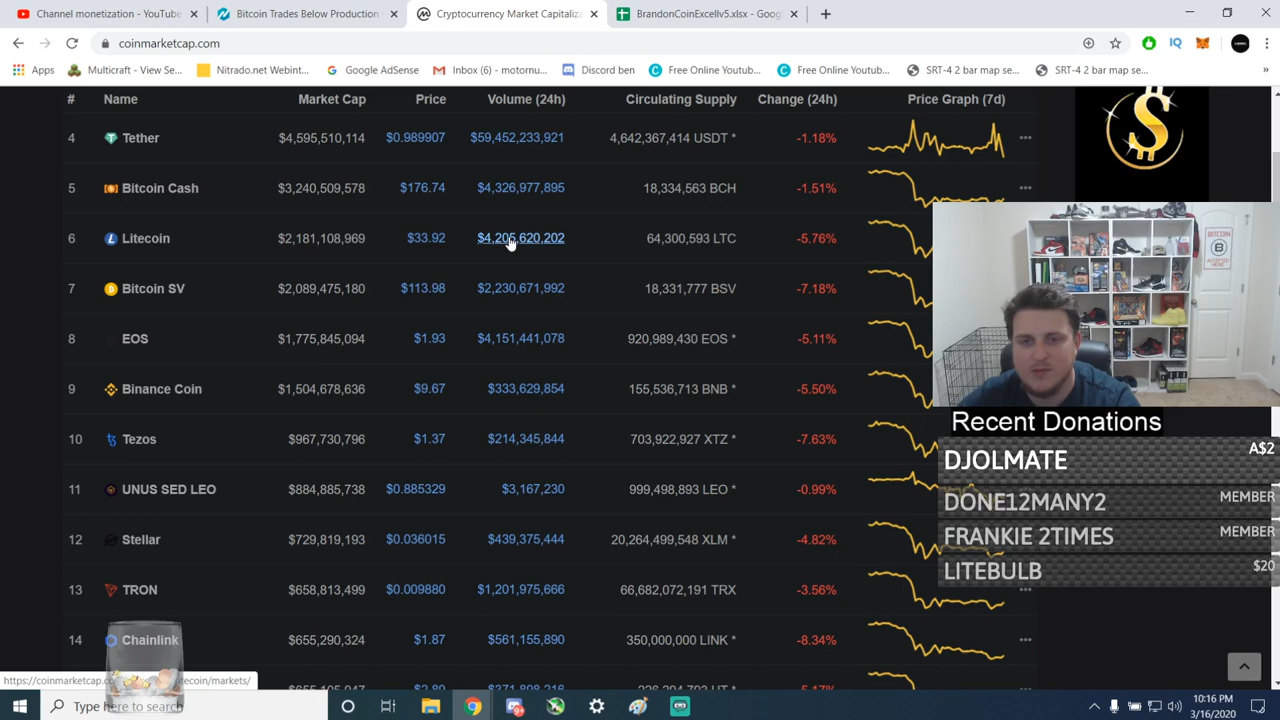 Channel monetization - YouTube
Bitcoin Trades Below Production
Cryptocurrency Market Capitaliza
BrandonCoinExcellv5.xlsx - Goog
coinmarketcap.com
Apps
Multicraft - View Se...
Nitrado.net Webint...
Google AdSense
Inbox (6) - motornu...
Discord ben
Free Online Youtub...
Free Online Youtub...
SRT-4 2 bar map se...
SRT-4 2 bar map se...
# Name Market Cap Price Volume (24h) Circulating Supply Change (24h) Price Graph (7d)
4 Tether $4,595,510,114 $0.989907 $59,452,233,921 4,642,367,414 USDT * -1.18%
5 Bitcoin Cash $3,240,509,578 $176.74 $4,326,977,895 18,334,563 BCH -1.51%
6 Litecoin $2,181,108,969 $33.92 $4,205,620,202 64,300,593 LTC -5.76%
7 Bitcoin SV $2,089,475,180 $113.98 $2,230,671,992 18,331,777 BSV -7.18%
8 EOS $1,775,845,094 $1.93 $4,151,441,078 920,989,430 EOS * -5.11%
9 Binance Coin $1,504,678,636 $9.67 $333,629,854 155,536,713 BNB * -5.50%
10 Tezos $967,730,796 $1.37 $214,345,844 703,922,927 XTZ * -7.63%
11 UNUS SED LEO $884,885,738 $0.885329 $3,167,230 999,498,893 LEO * -0.99%
12 Stellar $729,819,193 $0.036015 $439,375,444 20,264,499,548 XLM * -4.82%
13 TRON $658,813,499 $0.009880 $1,201,975,666 66,682,072,191 TRX -3.56%
14 Chainlink $655,290,324 $1.87 $561,155,890 350,000,000 LINK * -8.34%
BITCOIN
B
ACCEPTED
HERE
Recent Donations
DJOLMATE A$2
DONE12MANY2 MEMBER
FRANKIE 2TIMES MEMBER
LITEBULB $20
Type here to search
10:16 PM
3/16/2020